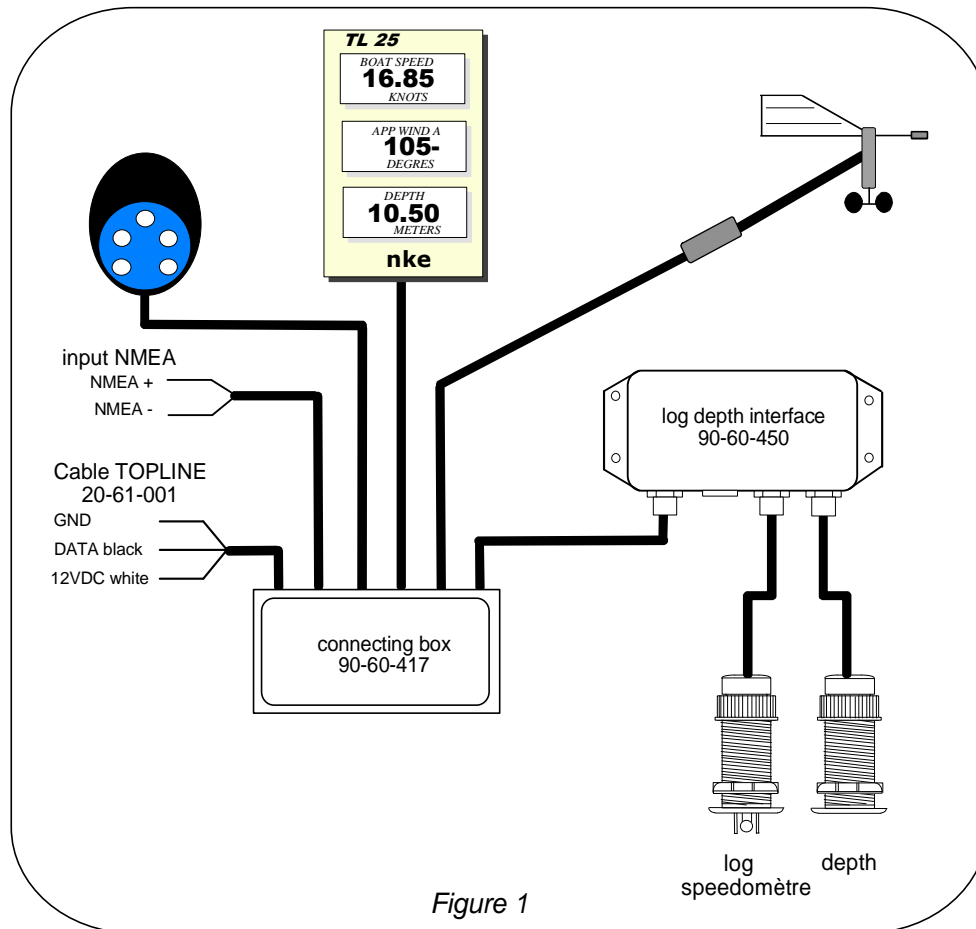 TL 25
BOAT SPEED
16.85
KNOTS
APP WIND A
105-
DEGRES
DEPTH
10.50
METERS
nke
input NMEA
NMEA +
NMEA -
Cable TOPLINE
20-61-001
GND
DATA black
12VDC white
log depth interface
90-60-450
connecting box
90-60-417
log
speedomètre
depth
Figure 1